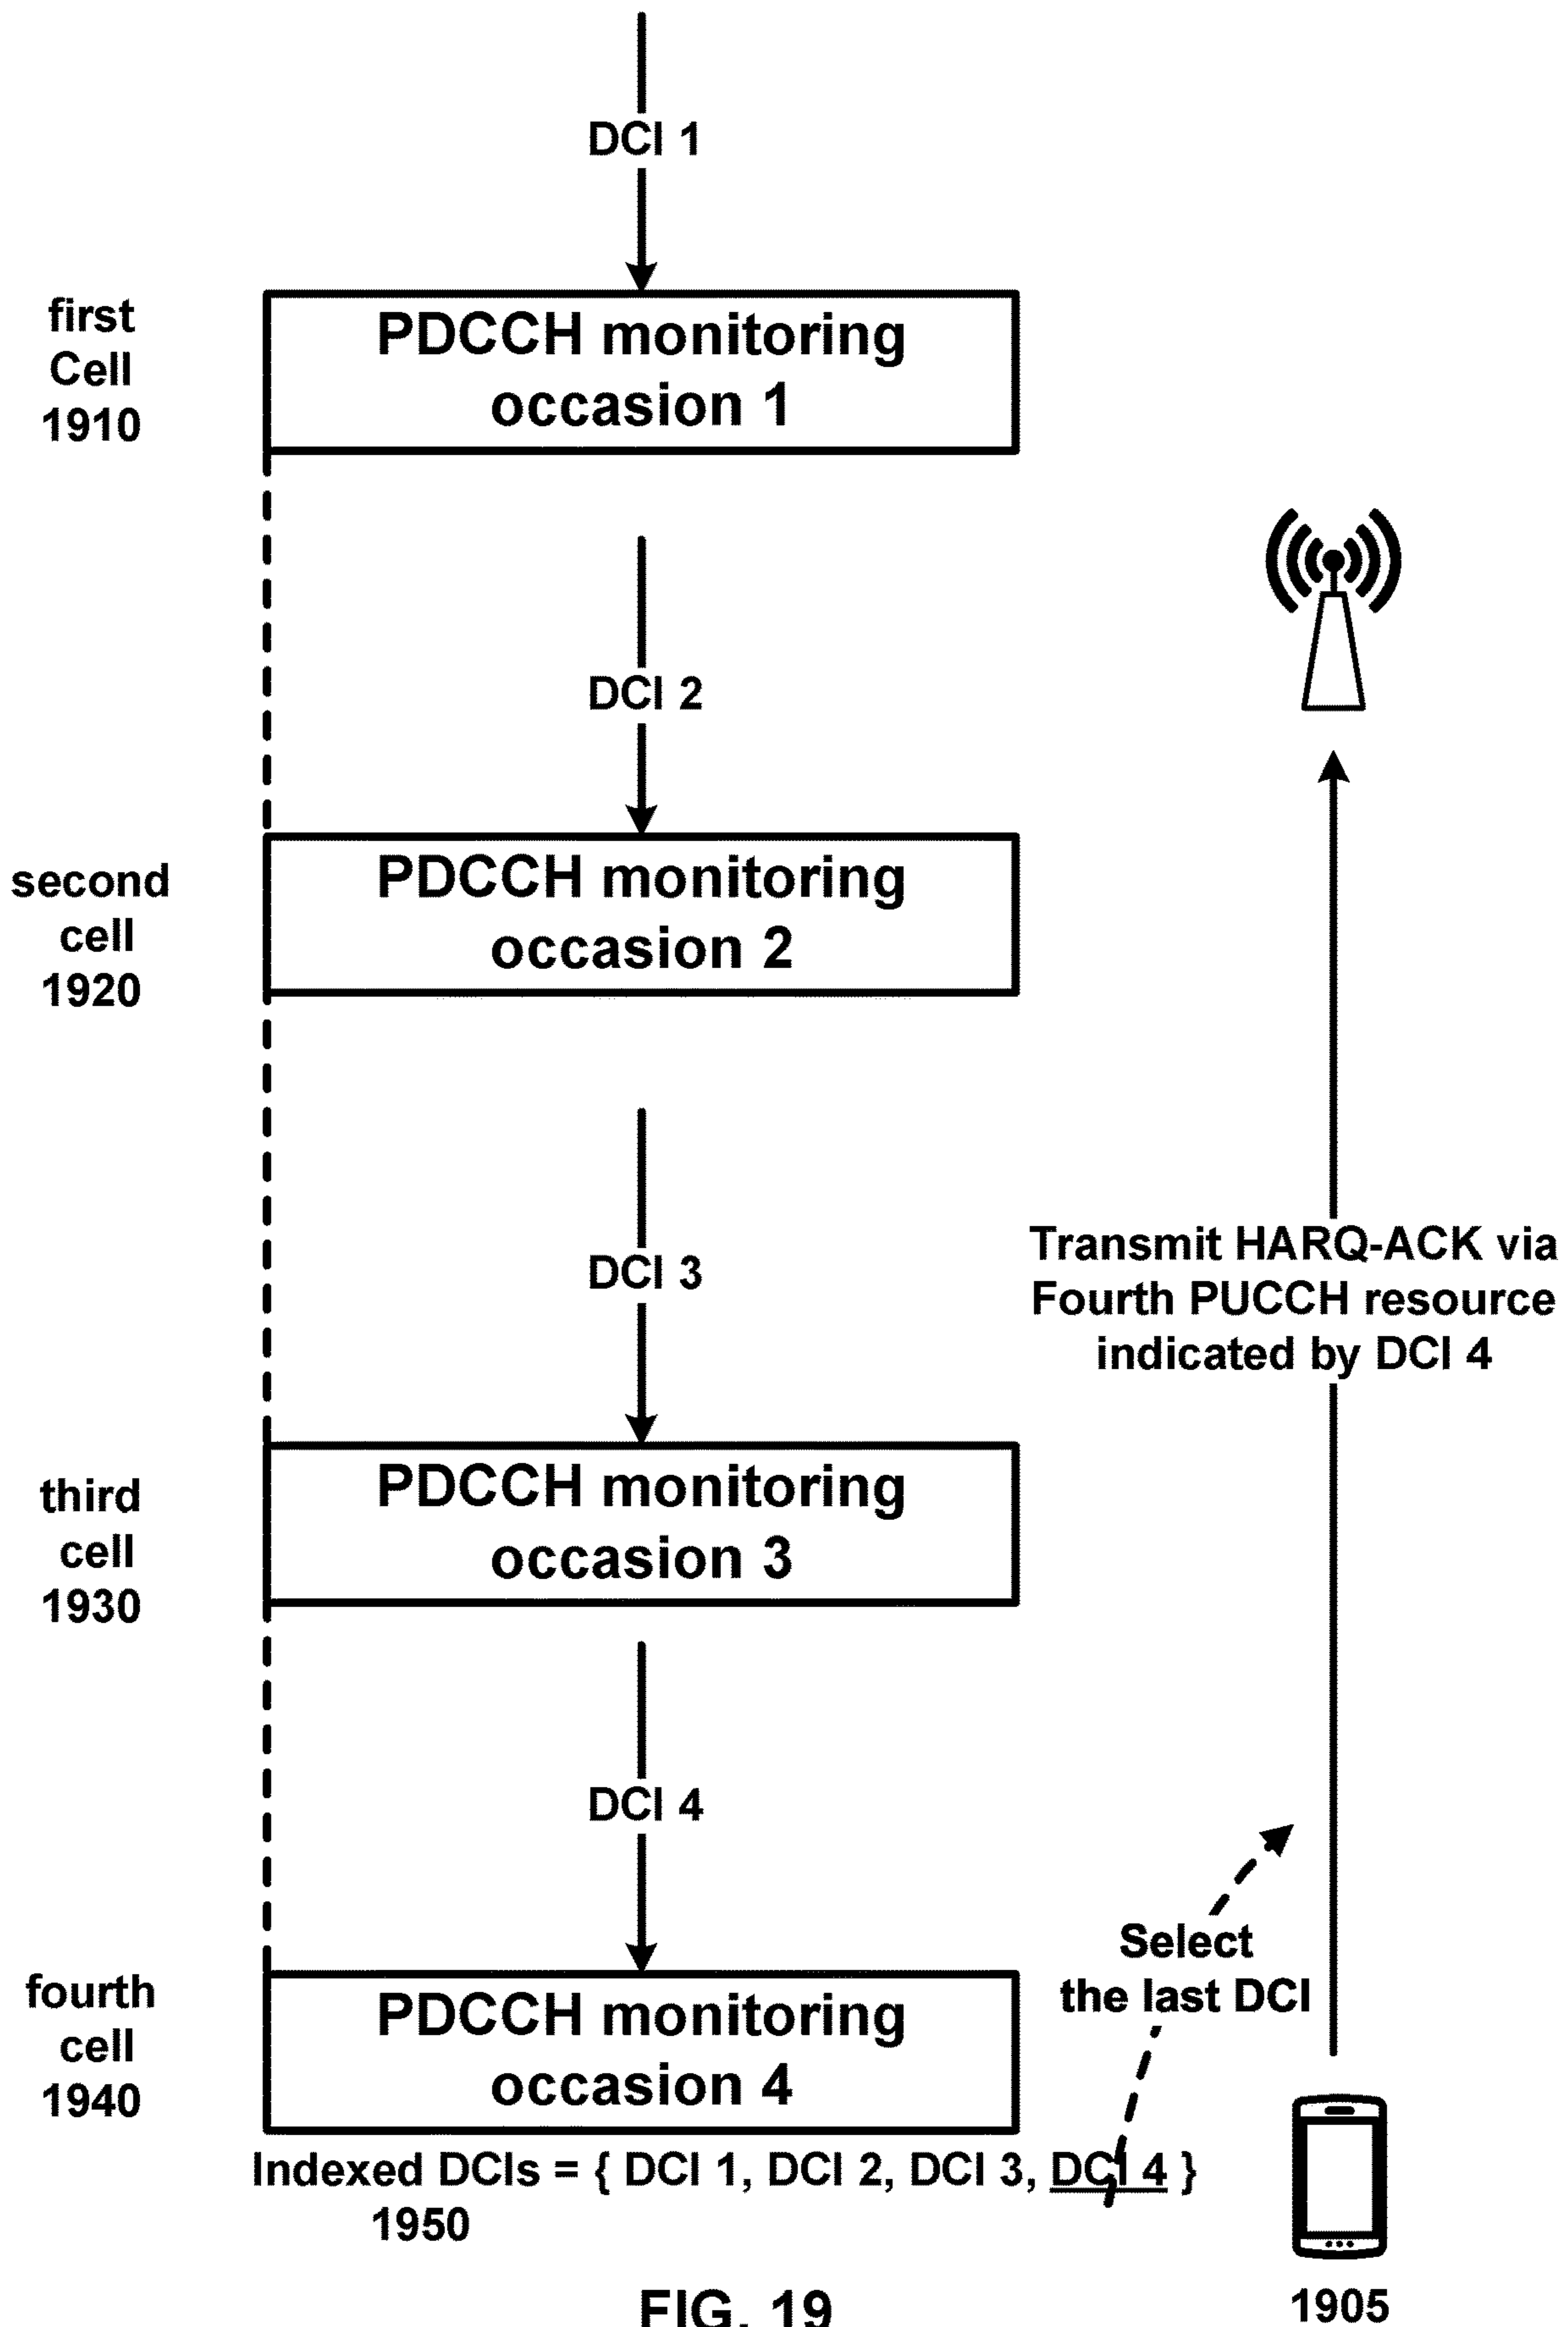 DCI 1
first
Cell
1910
PDCCH monitoring
occasion 1
DCI 2
second
cell
1920
PDCCH monitoring
occasion 2
DCI 3
Transmit HARQ-ACK via
Fourth PUCCH resource
indicated by DCI 4
third
cell
1930
PDCCH monitoring
occasion 3
DCI 4
Select
the last DCI
fourth
cell
1940
PDCCH monitoring
occasion 4
Indexed DCIs = { DCI 1, DCI 2, DCI 3, DCI 4 }
1950
1905
FIG. 19